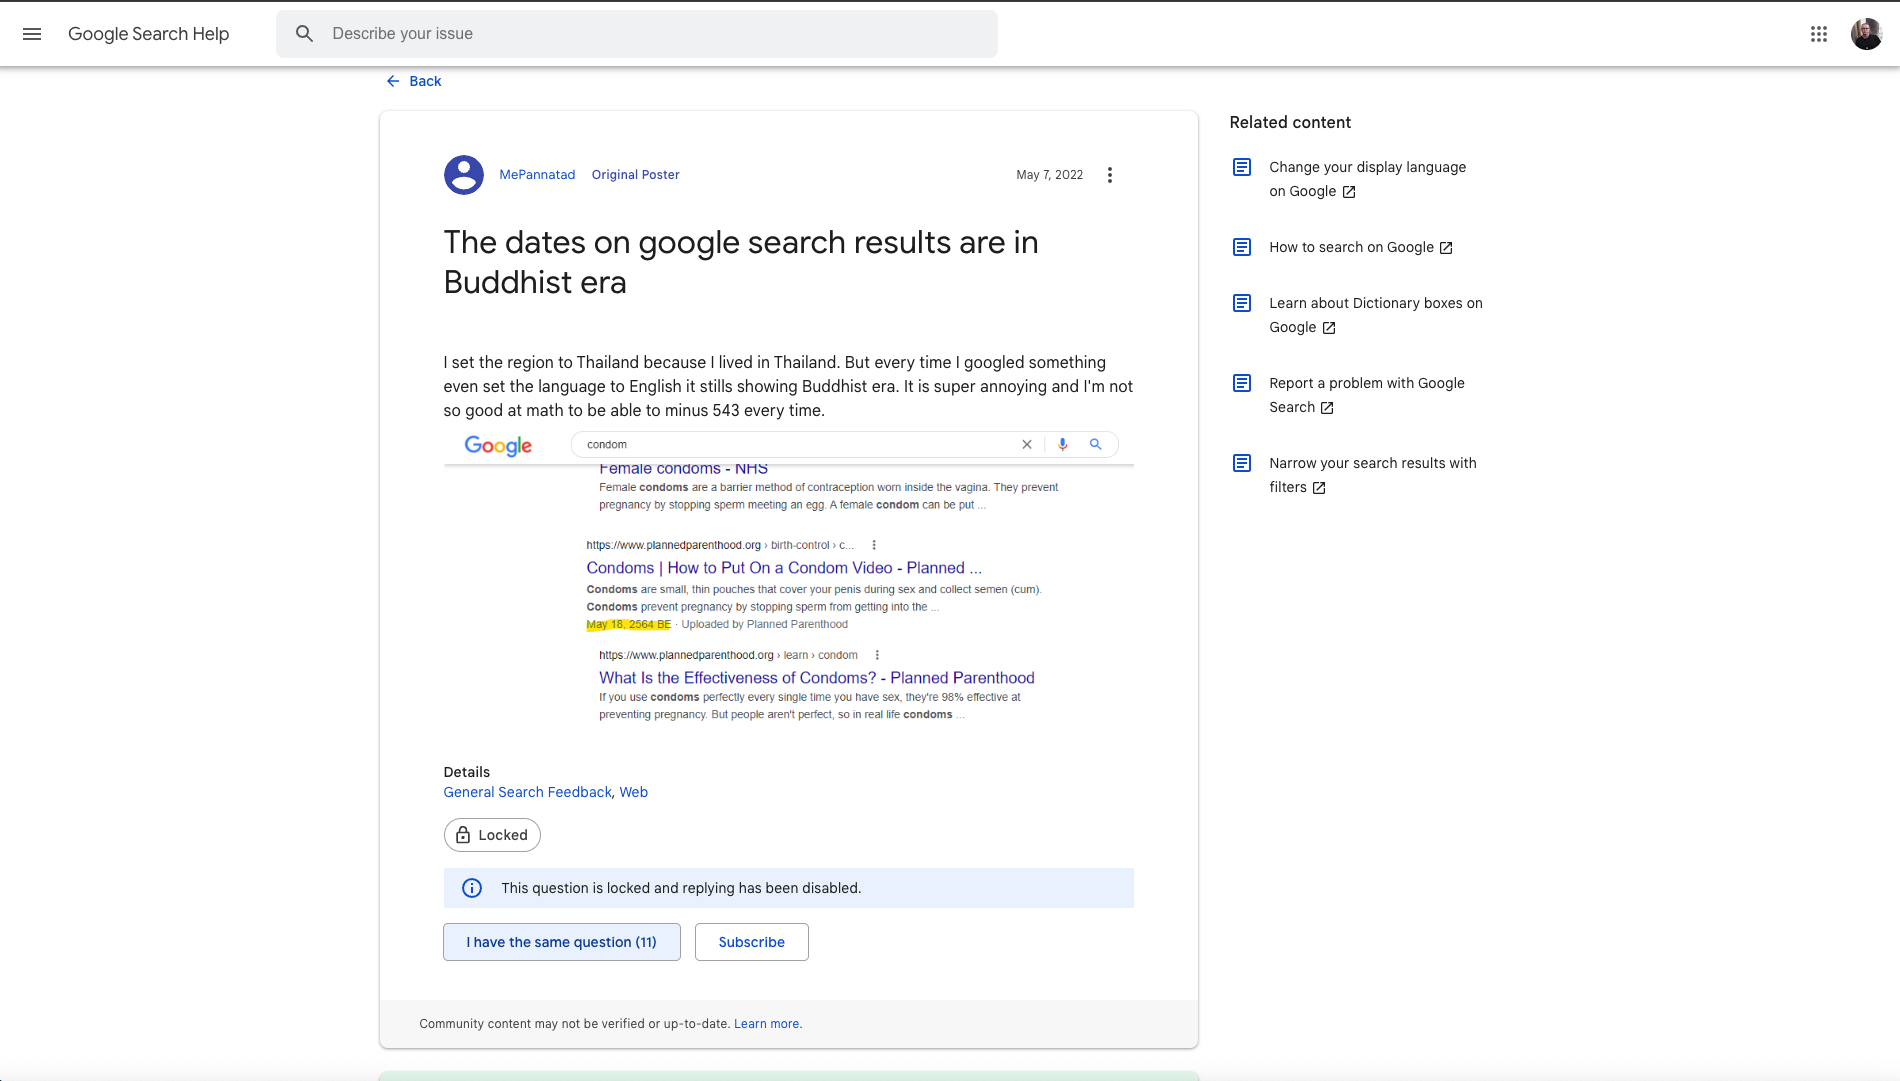 Google Search Help
Describe your issue
Back
MePannatad Original Poster May 7, 2022
The dates on google search results are in
Buddhist era
I set the region to Thailand because I lived in Thailand. But every time I googled something
even set the language to English it stills showing Buddhist era. It is super annoying and I'm not
so good at math to be able to minus 543 every time.
Google condom
Female condoms - NHS
Female condoms are a barrier method of contraception worn inside the vagina. They prevent
pregnancy by stopping sperm meeting an egg. A female condom can be put ...
https://www.plannedparenthood.org › birth-control › c...
Condoms | How to Put On a Condom Video - Planned ...
Condoms are small, thin pouches that cover your penis during sex and collect semen (cum).
Condoms prevent pregnancy by stopping sperm from getting into the ...
May 18, 2564 BE · Uploaded by Planned Parenthood
https://www.plannedparenthood.org › learn › condom
What Is the Effectiveness of Condoms? - Planned Parenthood
If you use condoms perfectly every single time you have sex, they're 98% effective at
preventing pregnancy. But people aren't perfect, so in real life condoms ...
Details
General Search Feedback, Web
Locked
This question is locked and replying has been disabled.
I have the same question (11) Subscribe
Community content may not be verified or up-to-date. Learn more.
Related content
Change your display language
on Google
How to search on Google
Learn about Dictionary boxes on
Google
Report a problem with Google
Search
Narrow your search results with
filters